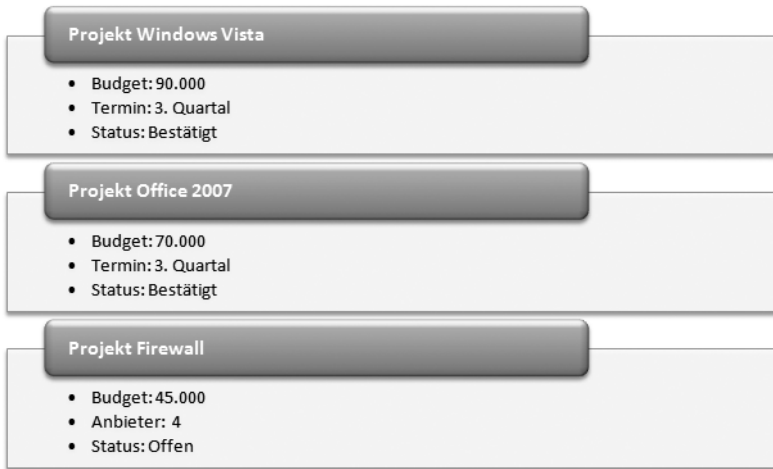 Projekt Windows Vista
• Budget: 90.000
• Termin: 3. Quartal
• Status: Bestätigt
Projekt Office 2007
• Budget: 70.000
• Termin: 3. Quartal
• Status: Bestätigt
Projekt Firewall
• Budget: 45.000
• Anbieter: 4
• Status: Offen